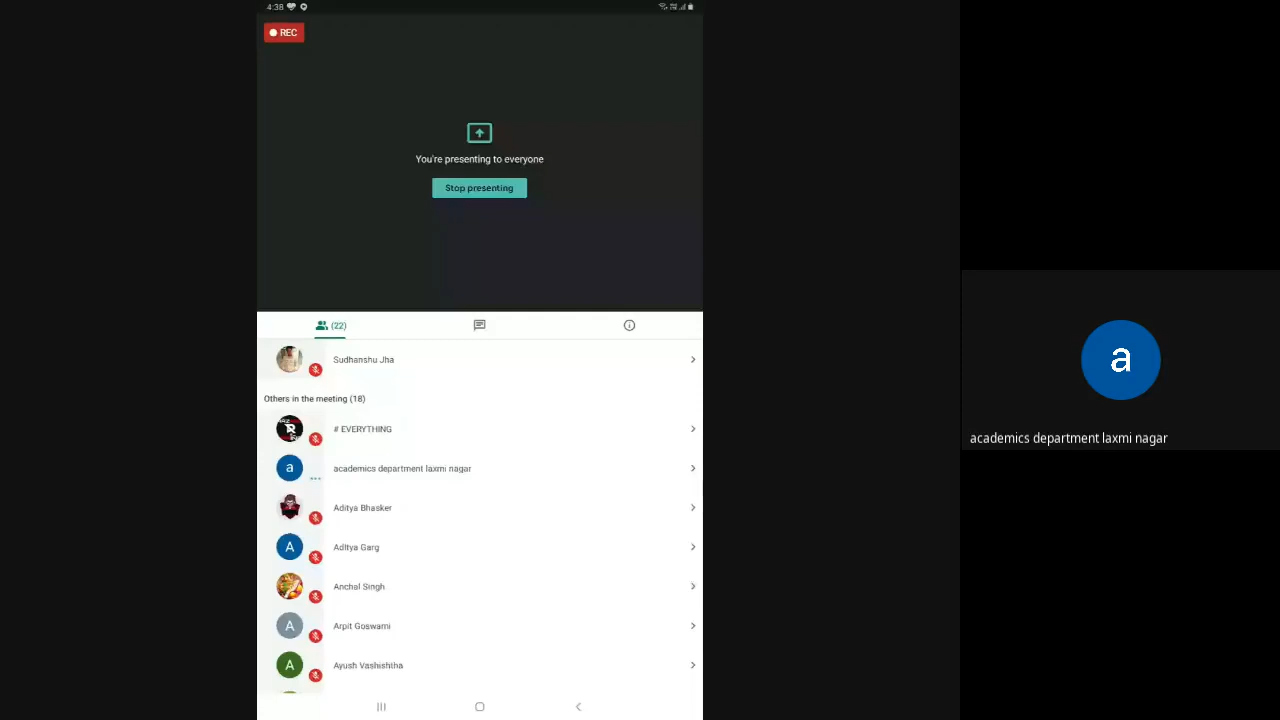 4:38
REC
You're presenting to everyone
Stop presenting
(22)
Sudhanshu Jha
Others in the meeting (18)
# EVERYTHING
a
academics department laxmi nagar
Aditya Bhasker
A
Aditya Garg
Anchal Singh
A
Arpit Goswami
A
Ayush Vashishtha
a
academics department laxmi nagar